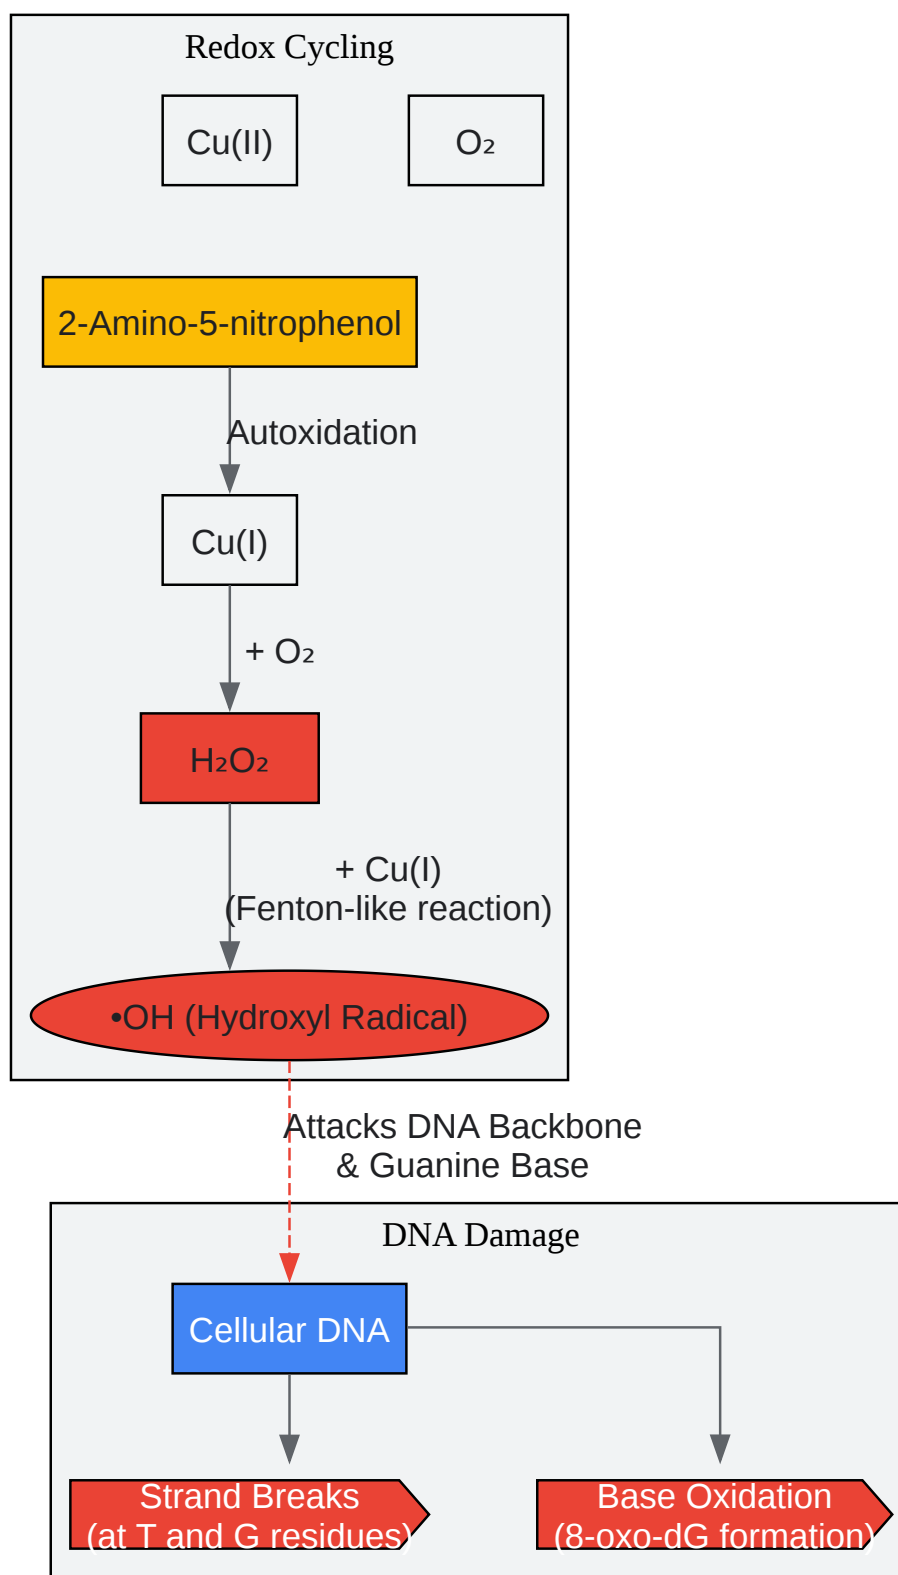 Redox Cycling
Cu(II)
O₂
2-Amino-5-nitrophenol
Autoxidation
Cu(I)
+ O₂
H₂O₂
+ Cu(I)
(Fenton-like reaction)
•OH (Hydroxyl Radical)
Attacks DNA Backbone
& Guanine Base
DNA Damage
Cellular DNA
Strand Breaks
(at T and G residues)
Base Oxidation
(8-oxo-dG formation)